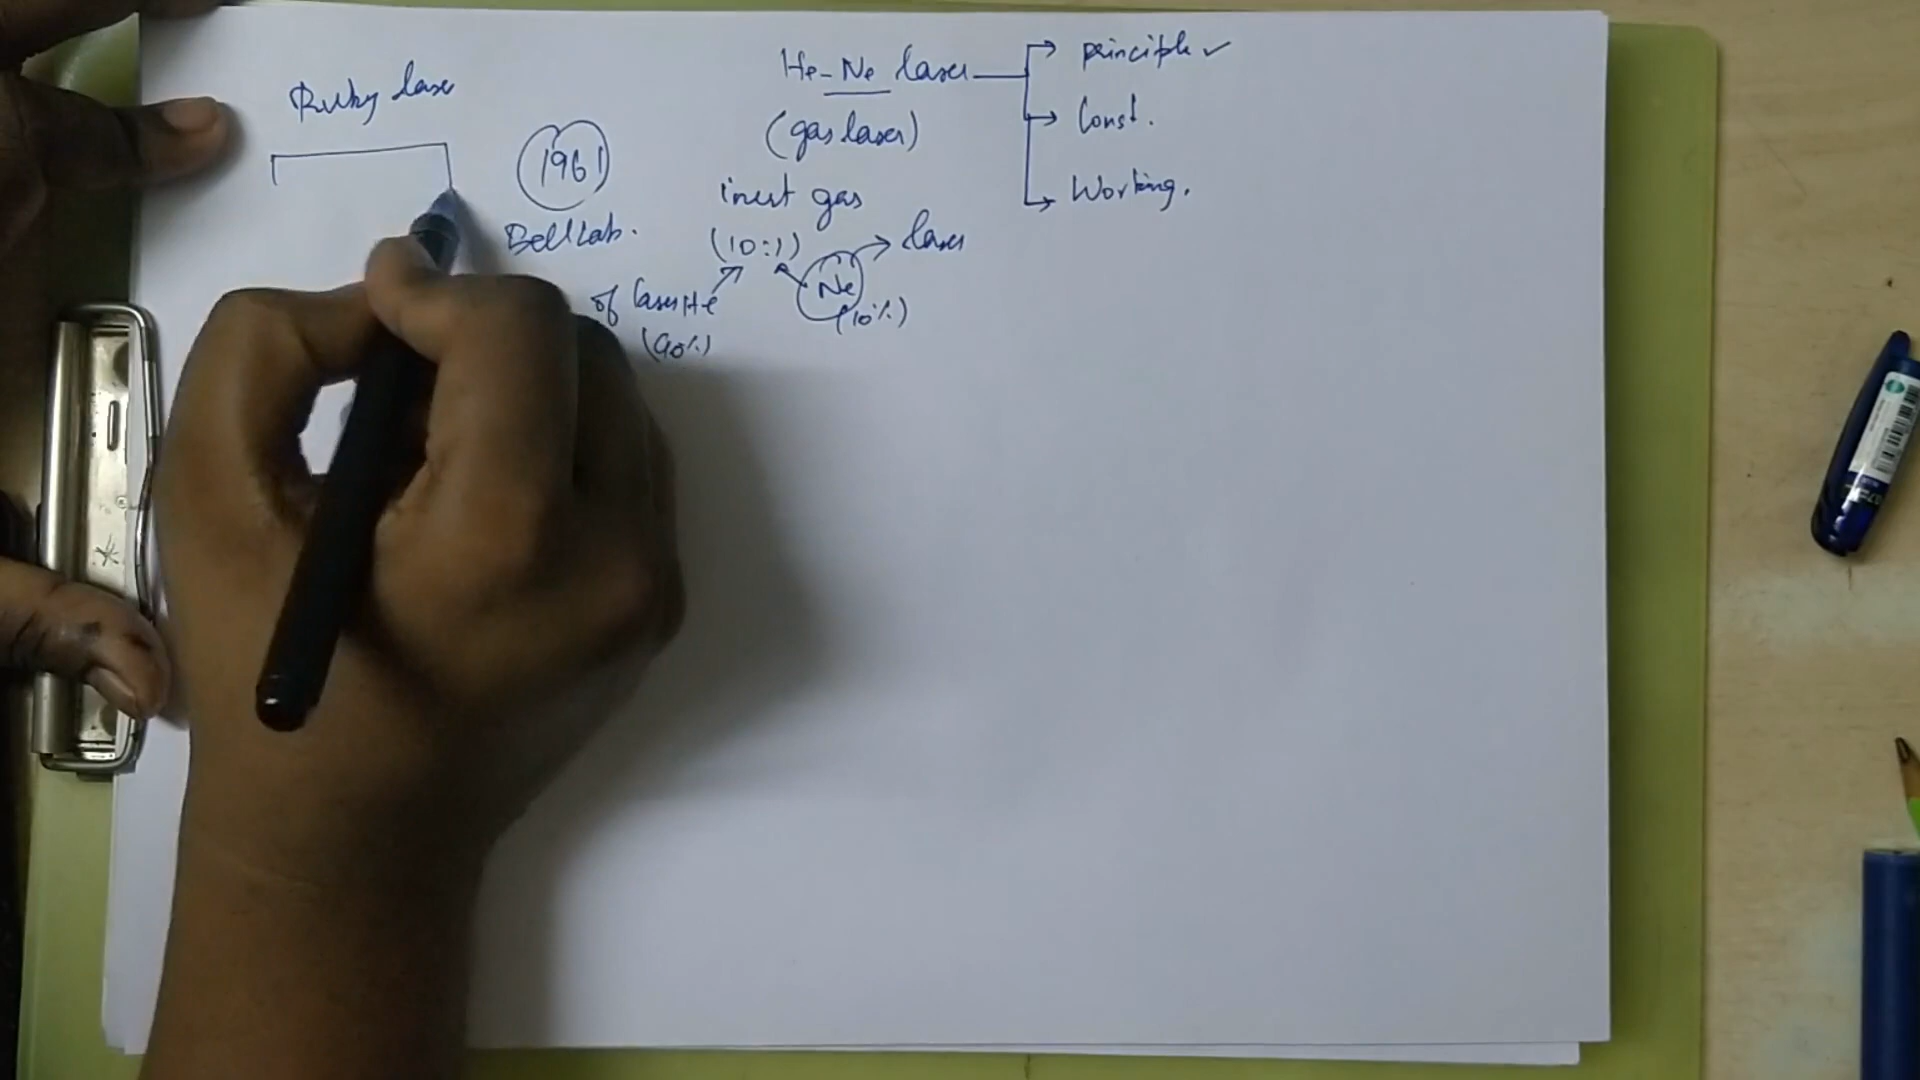 Ruby laser
1961
Bell Lab.
He-Ne laser
(gas laser)
inert gas
(10:1)
of laser He
(90%)
Ne
(10%)
laser
principle ✓
Const.
Working.